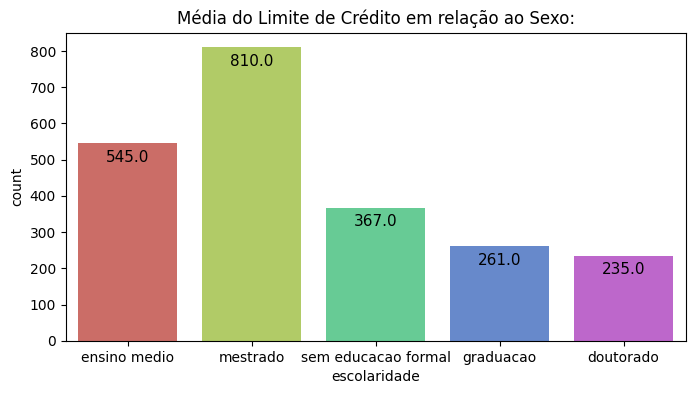 Média do Limite de Crédito em relação ao Sexo:
800
700
600
500
400
300
200
100
0
count
545.0
810.0
367.0
261.0
235.0
ensino medio
mestrado
sem educacao formal
graduacao
doutorado
escolaridade